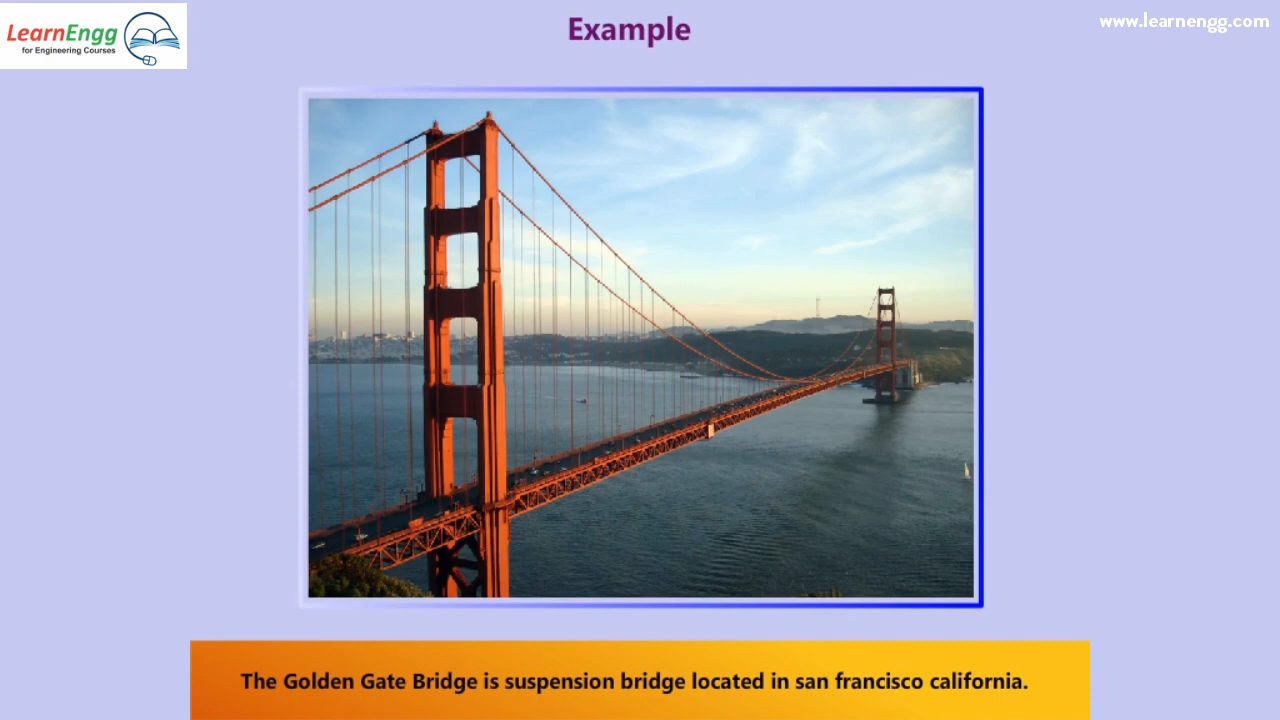 LearnEngg
for Engineering Courses
Example
www.learnengg.com
The Golden Gate Bridge is suspension bridge located in san francisco california.